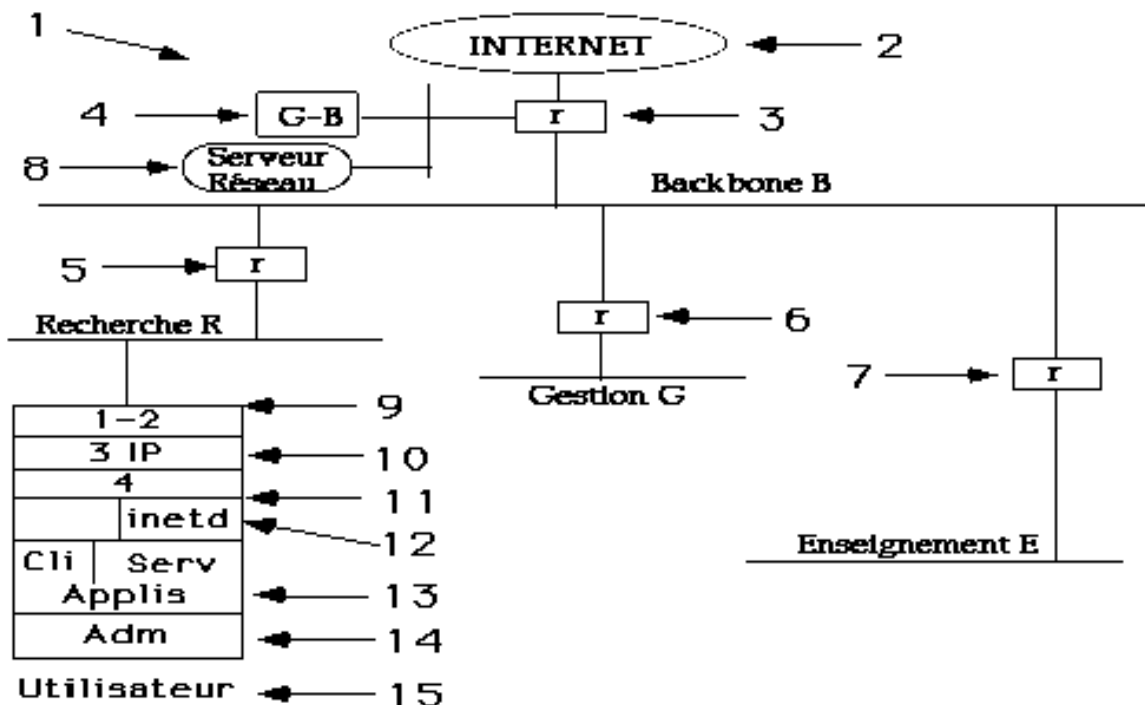 1
INTERNET
2
4
G-B
r
3
8
Serveur
Réseau
Backbone B
5
r
r
6
Recherche R
7
r
Gestion G
1-2
9
3 IP
10
4
11
inetd
12
Enseignement E
Cli
Serv
Applis
13
Adm
14
Utilisateur
15